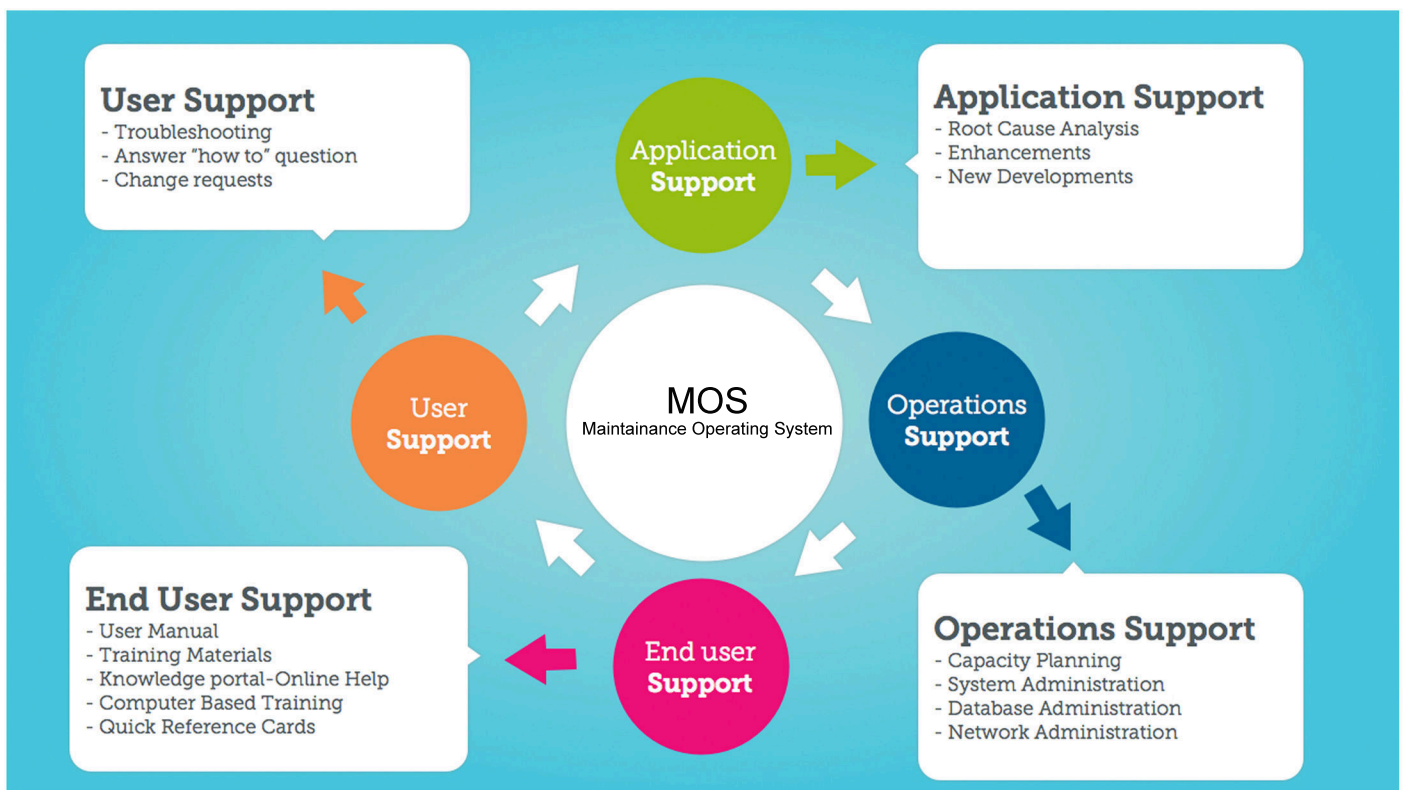 User Support
- Troubleshooting
- Answer "how to" question
- Change requests
Application
Support
Application Support
- Root Cause Analysis
- Enhancements
- New Developments
User
Support
MOS
Maintainance Operating System
Operations
Support
End User Support
- User Manual
- Training Materials
- Knowledge portal-Online Help
- Computer Based Training
- Quick Reference Cards
End user
Support
Operations Support
- Capacity Planning
- System Administration
- Database Administration
- Network Administration